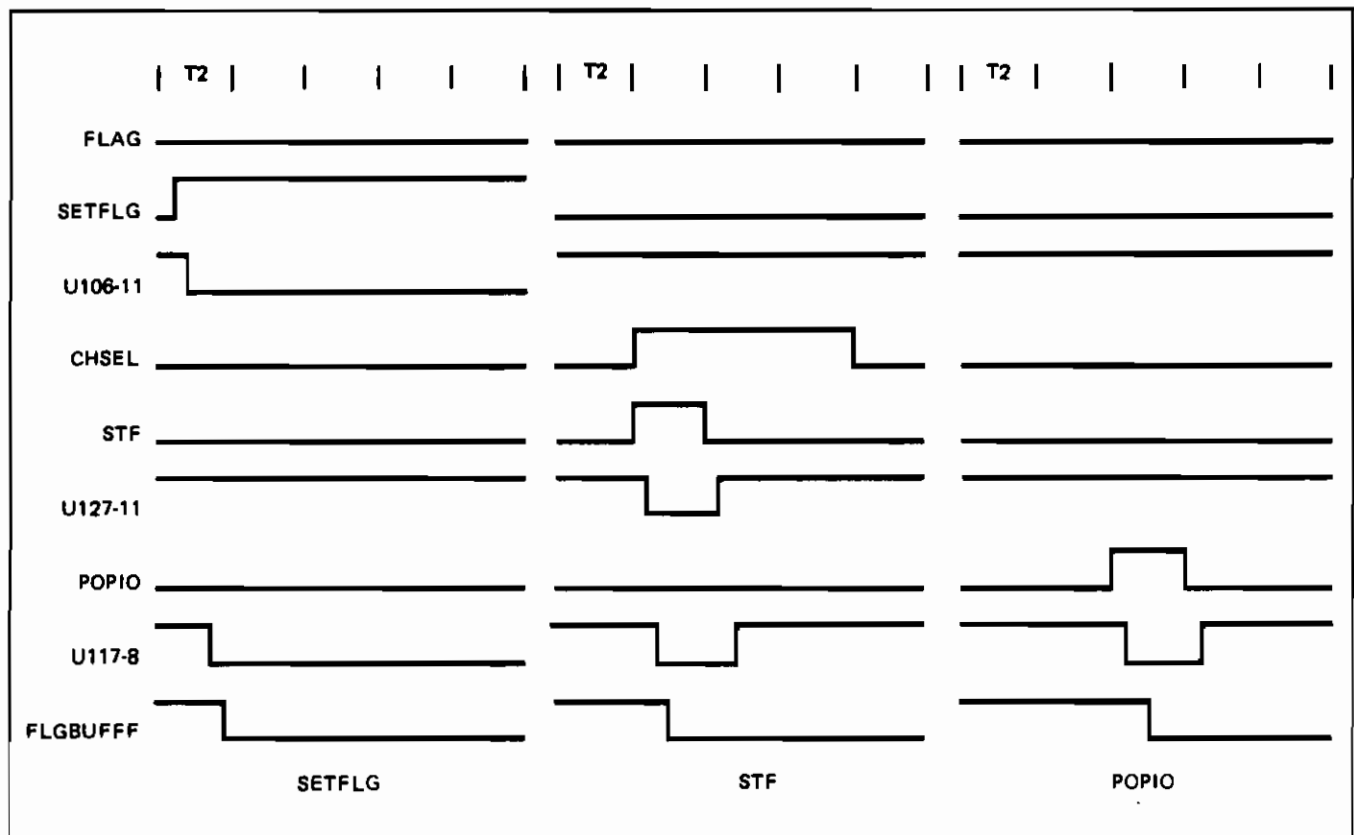 T2 T2 T2
FLAG
SETFLG
U106-11
CHSEL
STF
U127-11
POPIO
U117-8
FLGBUFFF
SETFLG STF POPIO